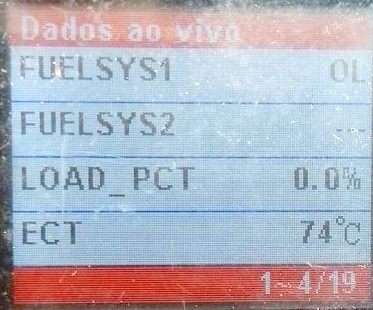 Dados ao vivo
FUELSYS1 OL
FUELSYS2 ---
LOAD_PCT 0.0%
ECT 74°C
1~4/19